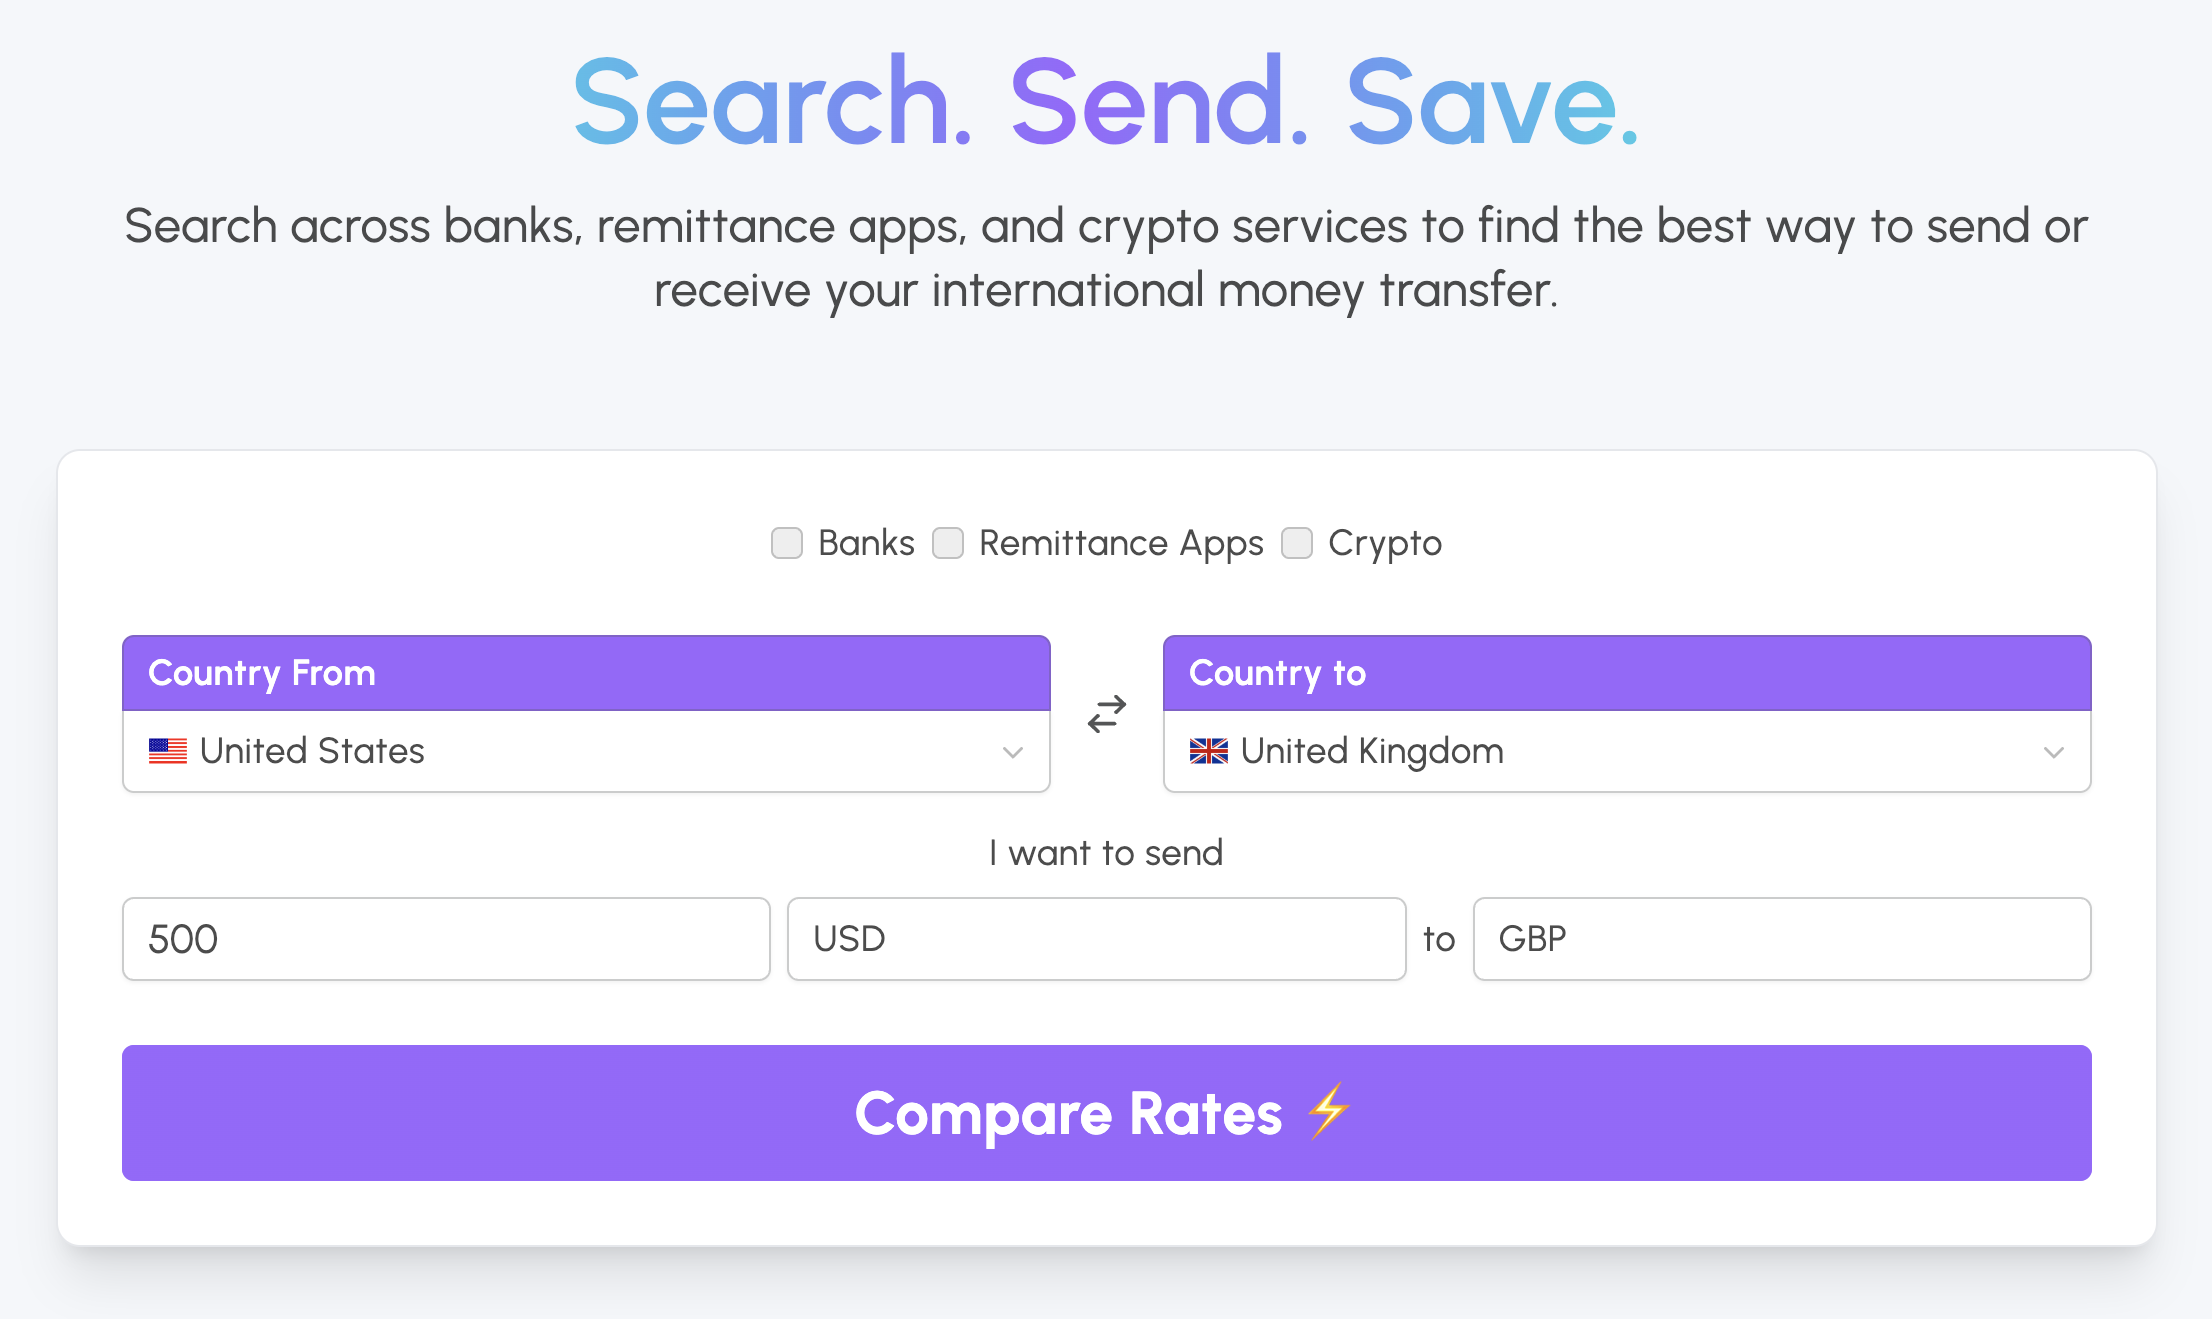 Search. Send. Save.
Search across banks, remittance apps, and crypto services to find the best way to send or
receive your international money transfer.
Banks Remittance Apps Crypto
Country From
United States
Country to
United Kingdom
I want to send
500 USD to GBP
Compare Rates ⚡